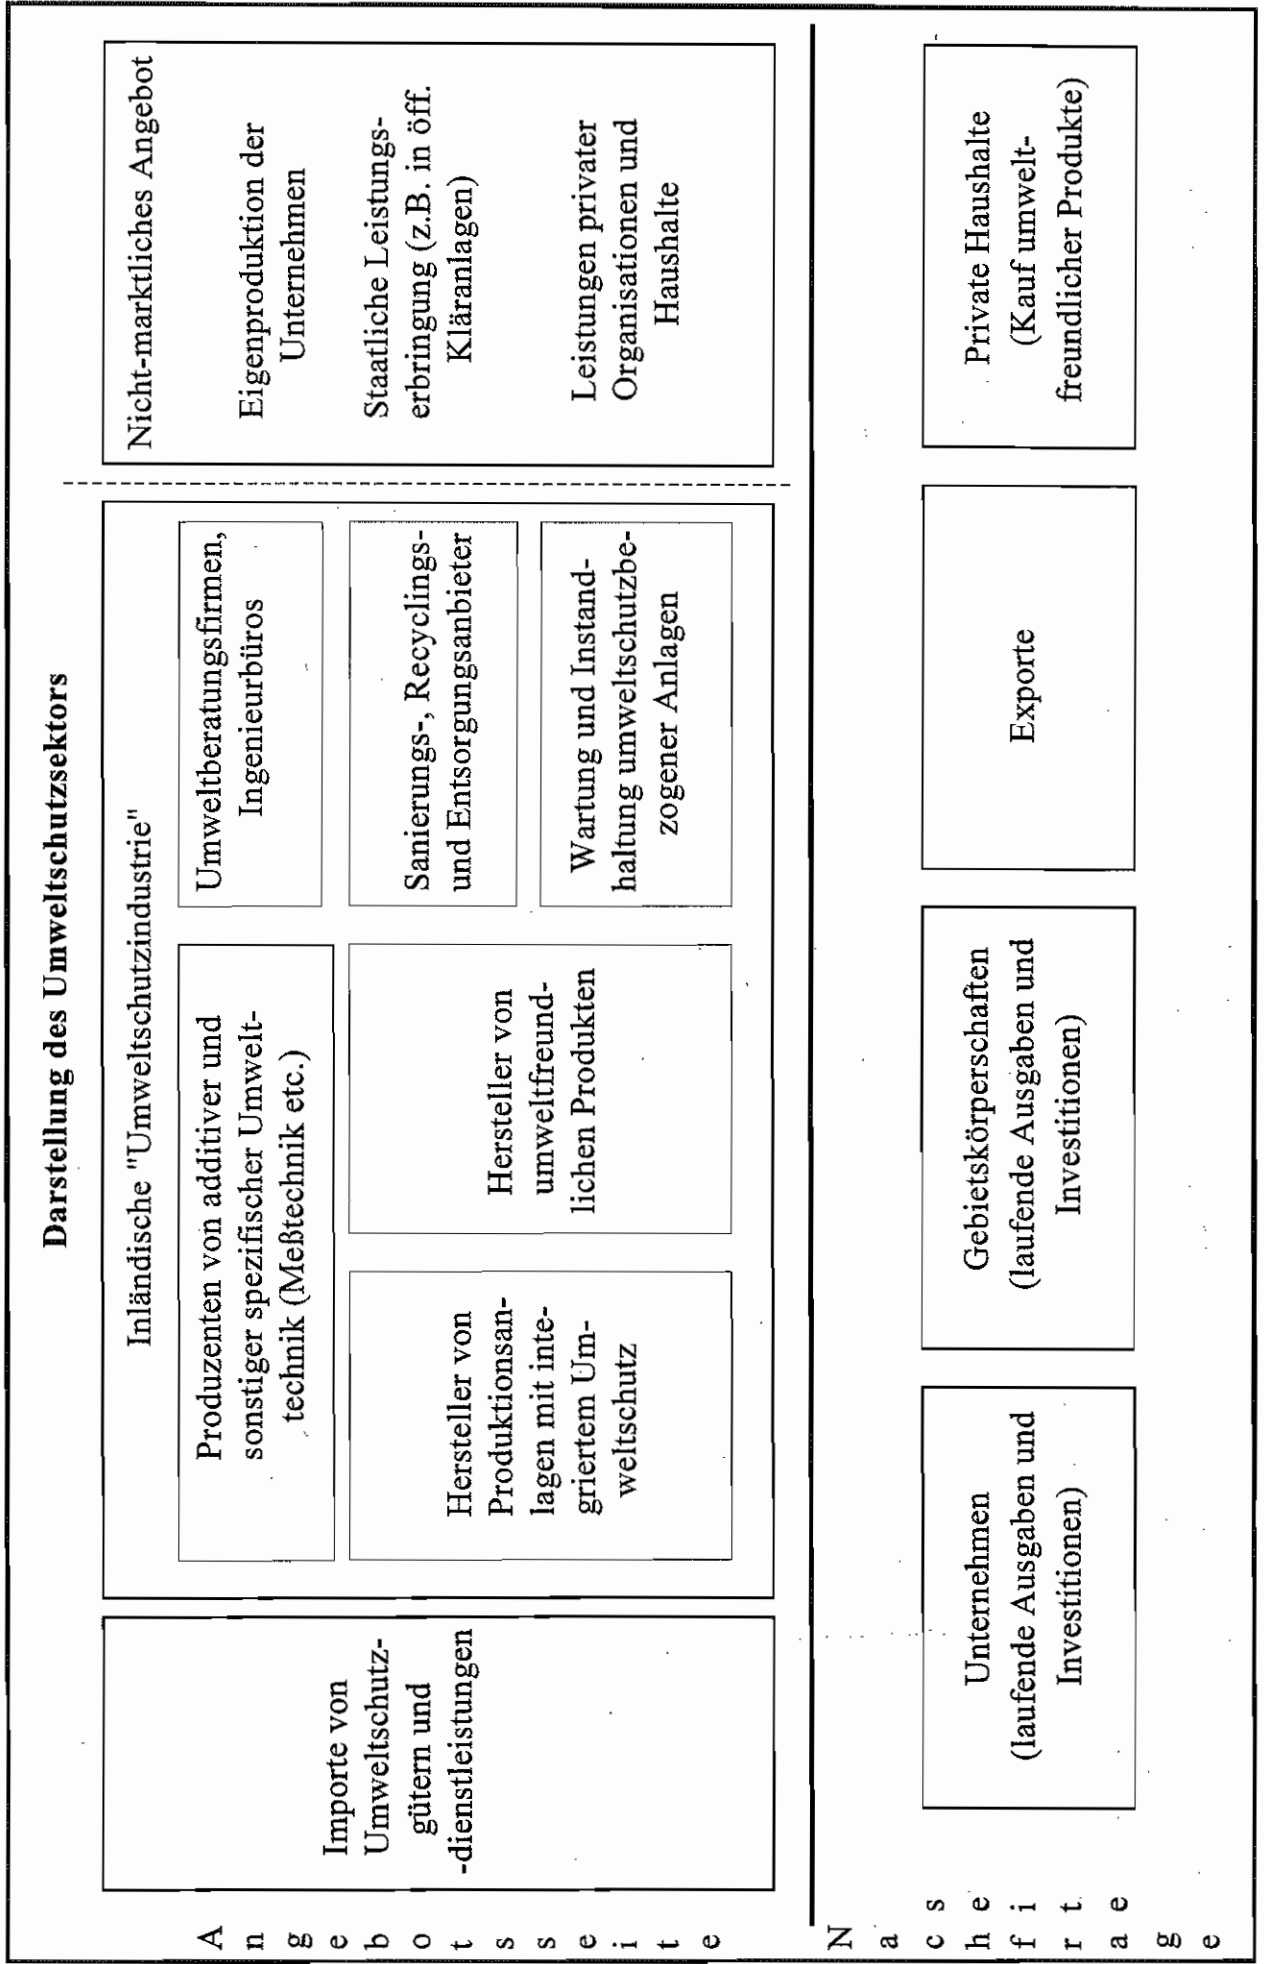 Darstellung des Umweltschutzsektors
Angebotsseite
Importe von
Umweltschutz-
gütern und
-dienstleistungen
Inländische "Umweltschutzindustrie"
Produzenten von additiver und
sonstiger spezifischer Umwelt-
technik (Meßtechnik etc.)
Hersteller von
Produktionsan-
lagen mit inte-
griertem Um-
weltschutz
Hersteller von
umweltfreund-
lichen Produkten
Umweltberatungsfirmen,
Ingenieurbüros
Sanierungs-, Recyclings-
und Entsorgungsanbieter
Wartung und Instand-
haltung umweltschutzbe-
zogener Anlagen
Nicht-marktliches Angebot
Eigenproduktion der
Unternehmen
Staatliche Leistungs-
erbringung (z.B. in öff.
Kläranlagen)
Leistungen privater
Organisationen und
Haushalte
Nachfrage
seite
Unternehmen
(laufende Ausgaben und
Investitionen)
Gebietskörperschaften
(laufende Ausgaben und
Investitionen)
Exporte
Private Haushalte
(Kauf umwelt-
freundlicher Produkte)